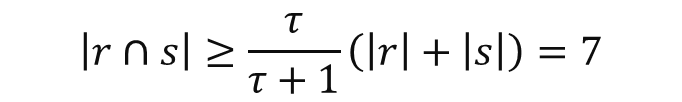 |r ∩ s| ≥ τ/(τ + 1) (|r| + |s|) = 7